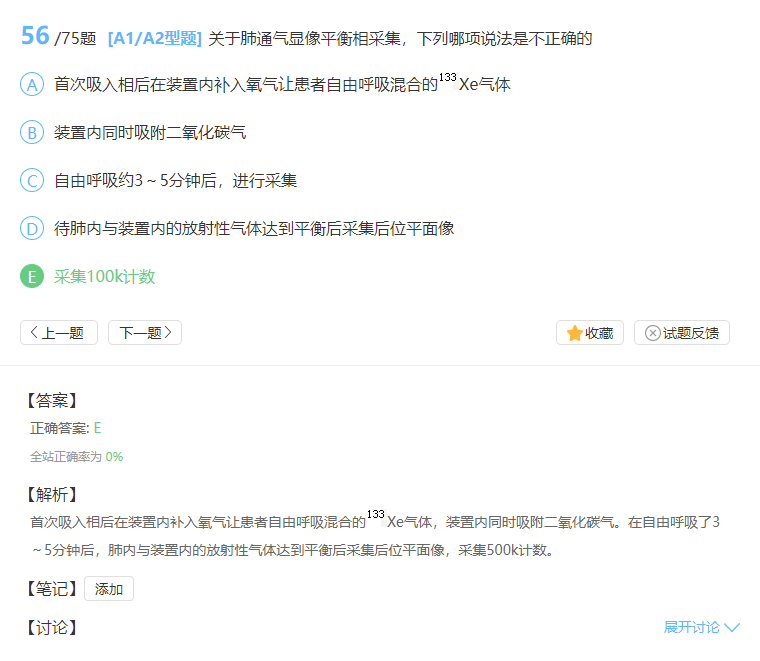 56 /75题 [A1/A2型题] 关于肺通气显像平衡相采集，下列哪项说法是不正确的
A 首次吸入相后在装置内补入氧气让患者自由呼吸混合的133Xe气体
B 装置内同时吸附二氧化碳气
C 自由呼吸约3～5分钟后，进行采集
D 待肺内与装置内的放射性气体达到平衡后采集后位平面像
E 采集100k计数
上一题 下一题 收藏 试题反馈
【答案】
正确答案: E
全站正确率为 0%
【解析】
首次吸入相后在装置内补入氧气让患者自由呼吸混合的133Xe气体，装置内同时吸附二氧化碳气。在自由呼吸了3
～5分钟后，肺内与装置内的放射性气体达到平衡后采集后位平面像，采集500k计数。
【笔记】 添加
【讨论】 展开讨论